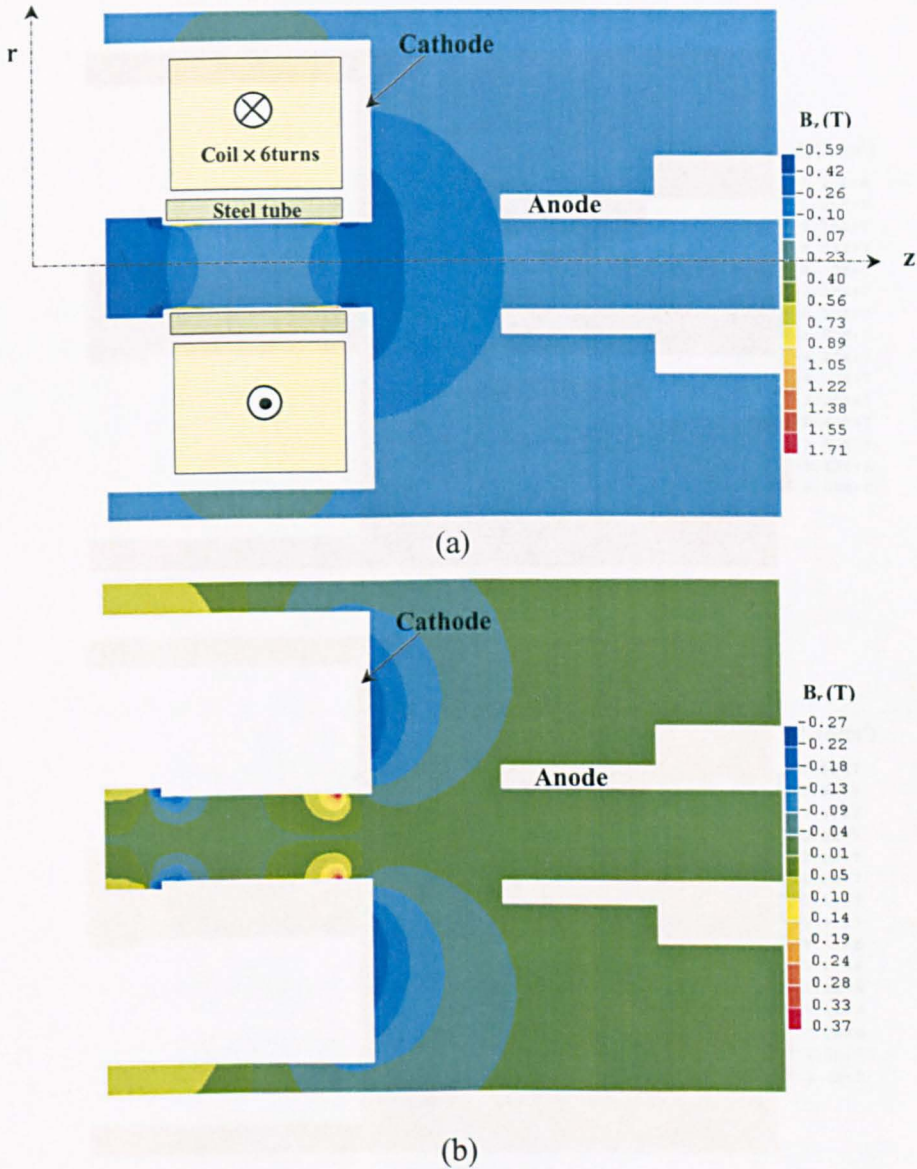 r
Cathode
Coil × 6turns
Steel tube
Anode
z
Bz (T)
-0.59
-0.42
-0.26
-0.10
0.07
0.23
0.40
0.56
0.73
0.89
1.05
1.22
1.38
1.55
1.71
(a)
Cathode
Anode
Br (T)
-0.27
-0.22
-0.18
-0.13
-0.09
-0.04
0.01
0.05
0.10
0.14
0.19
0.24
0.28
0.33
0.37
(b)